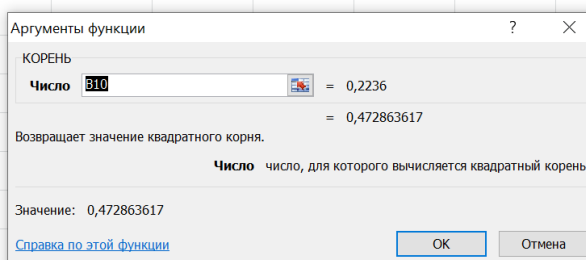 Аргументы функции ?
КОРЕНЬ
Число B10 = 0,2236
= 0,472863617
Возвращает значение квадратного корня.
Число число, для которого вычисляется квадратный корень
Значение: 0,472863617
Справка по этой функции OK Отмена